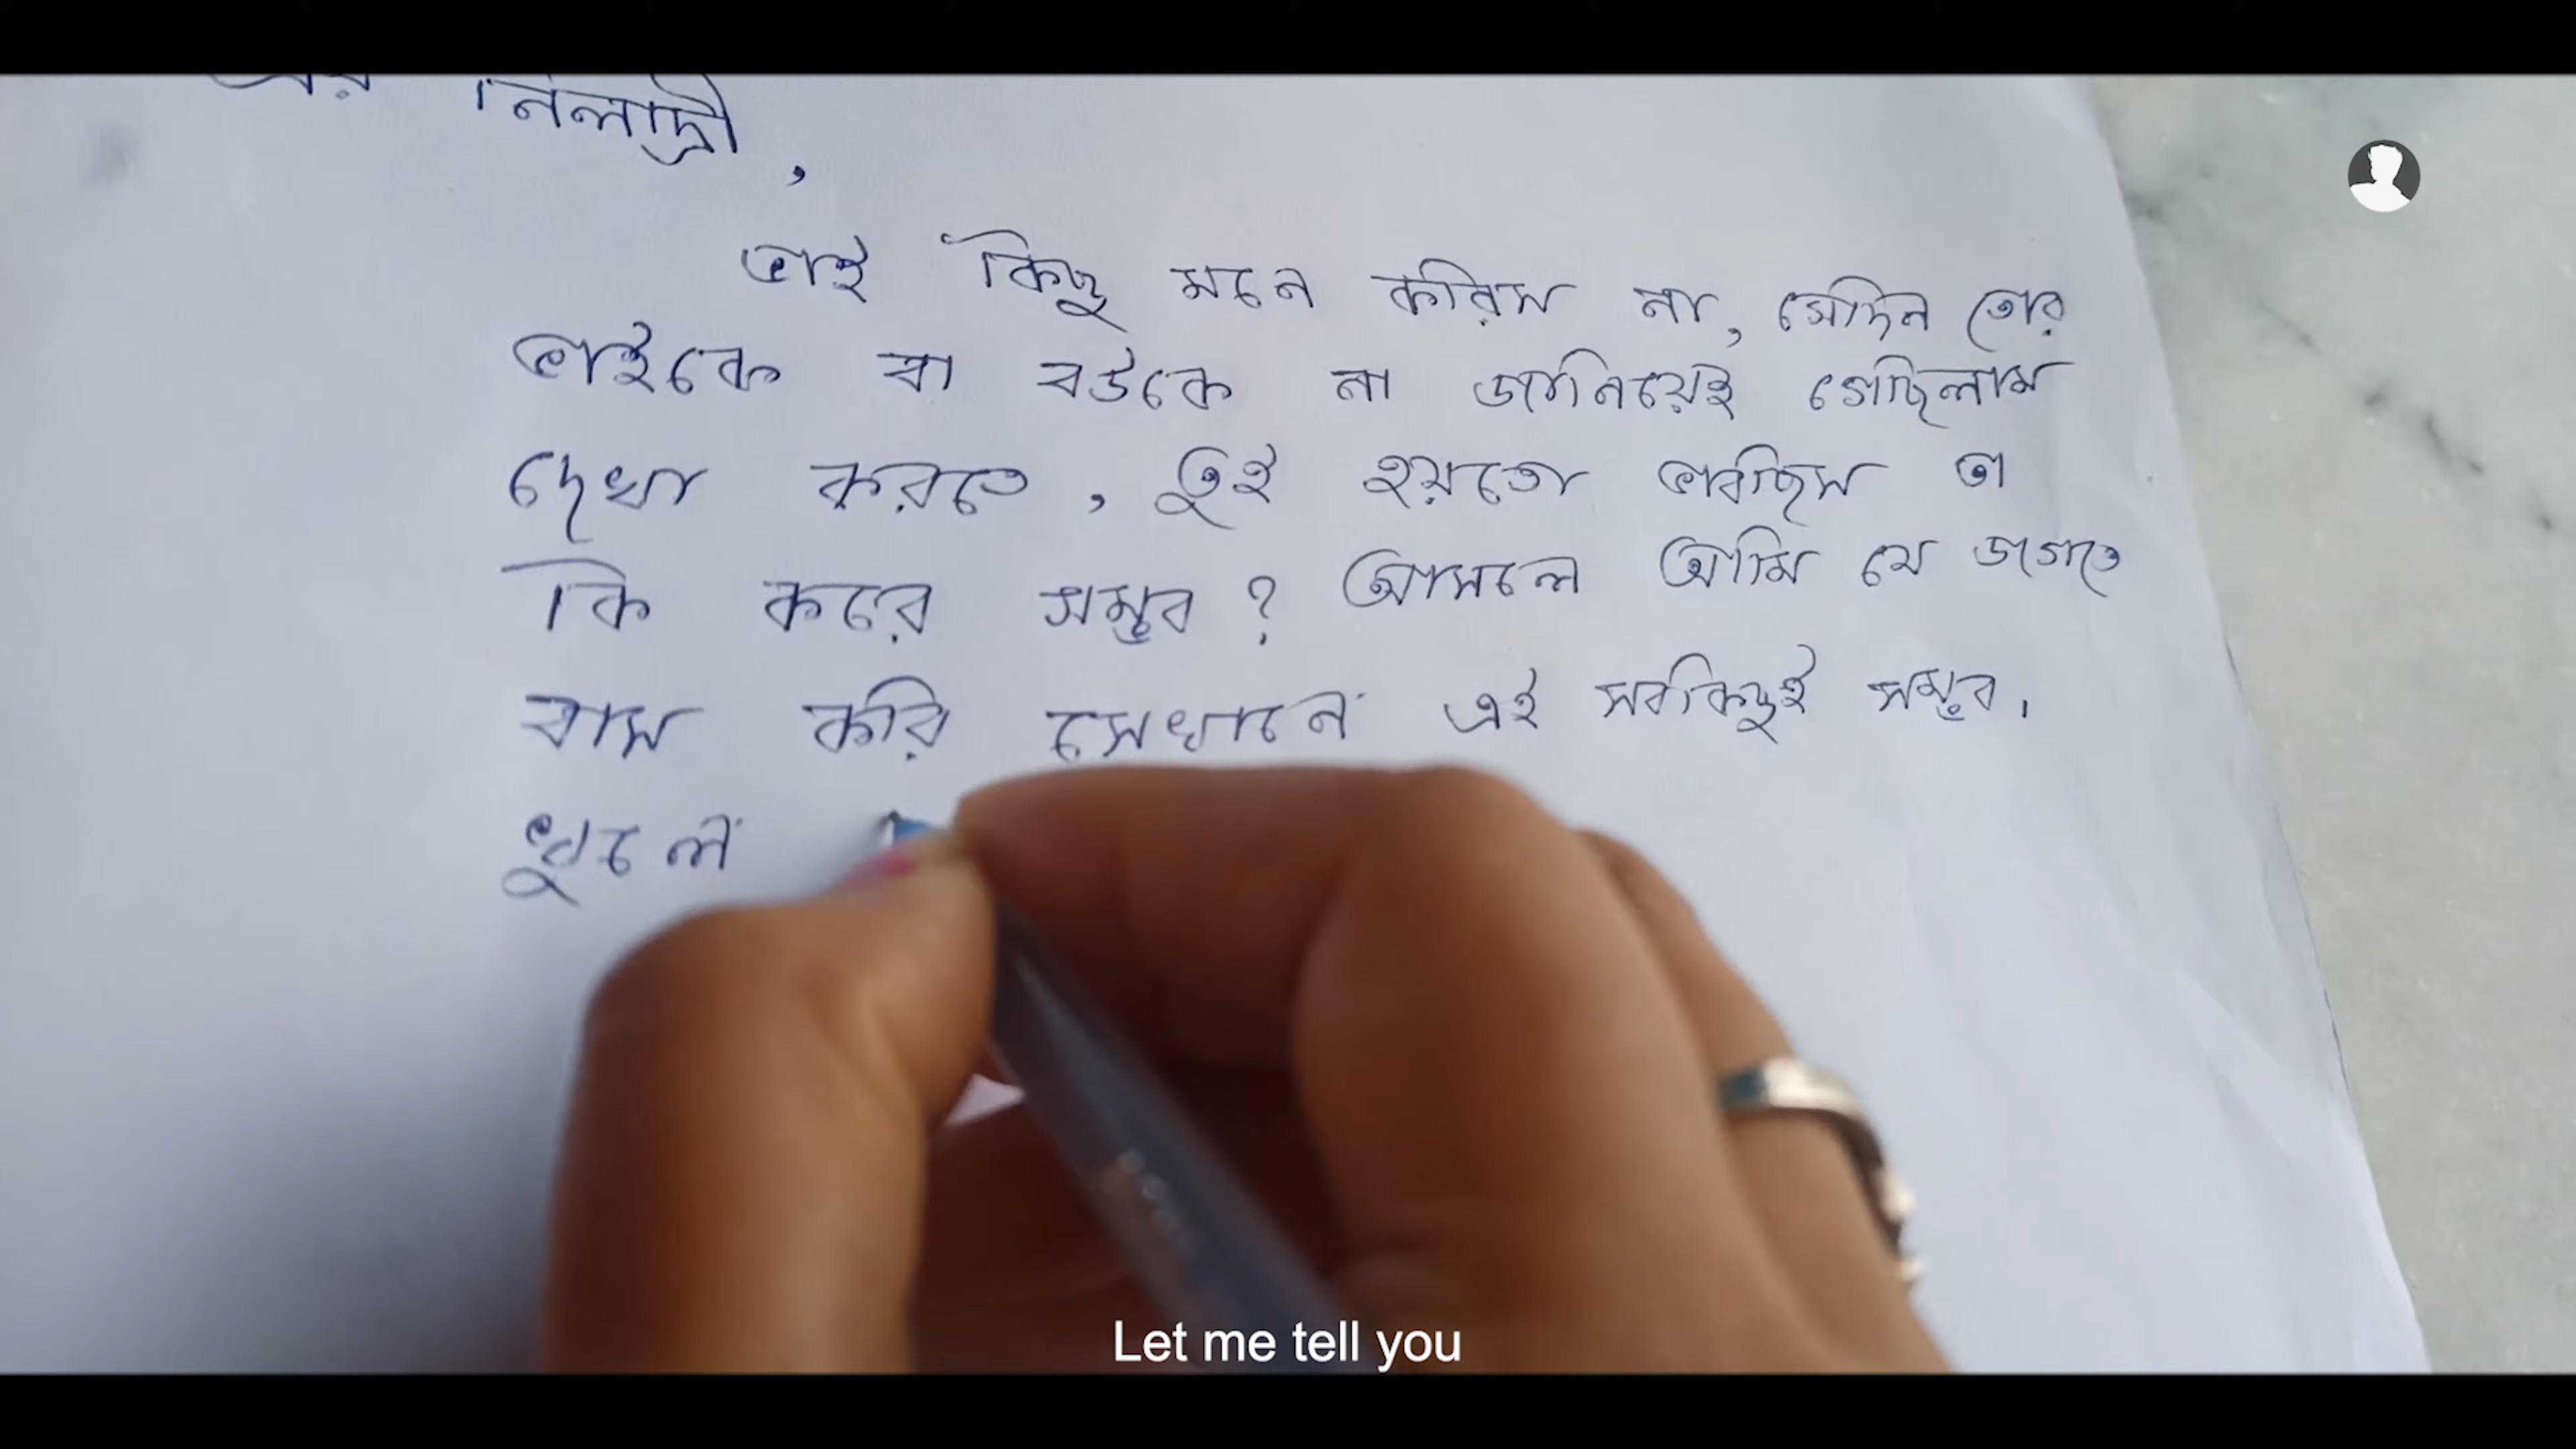 নিলাদ্রী,
ভাই কিছু মনে করিস না, সেদিন তোর
ভাইকে বা বউকে না জানিয়েই গেছিলাম
দেখা করতে, তুই হয়তো ভাবছিস তা
কি করে সম্ভব? আসলে আমি যে জগতে
বাস করি সেখানে এই সবকিছুই সম্ভব।
খুলে
Let me tell you